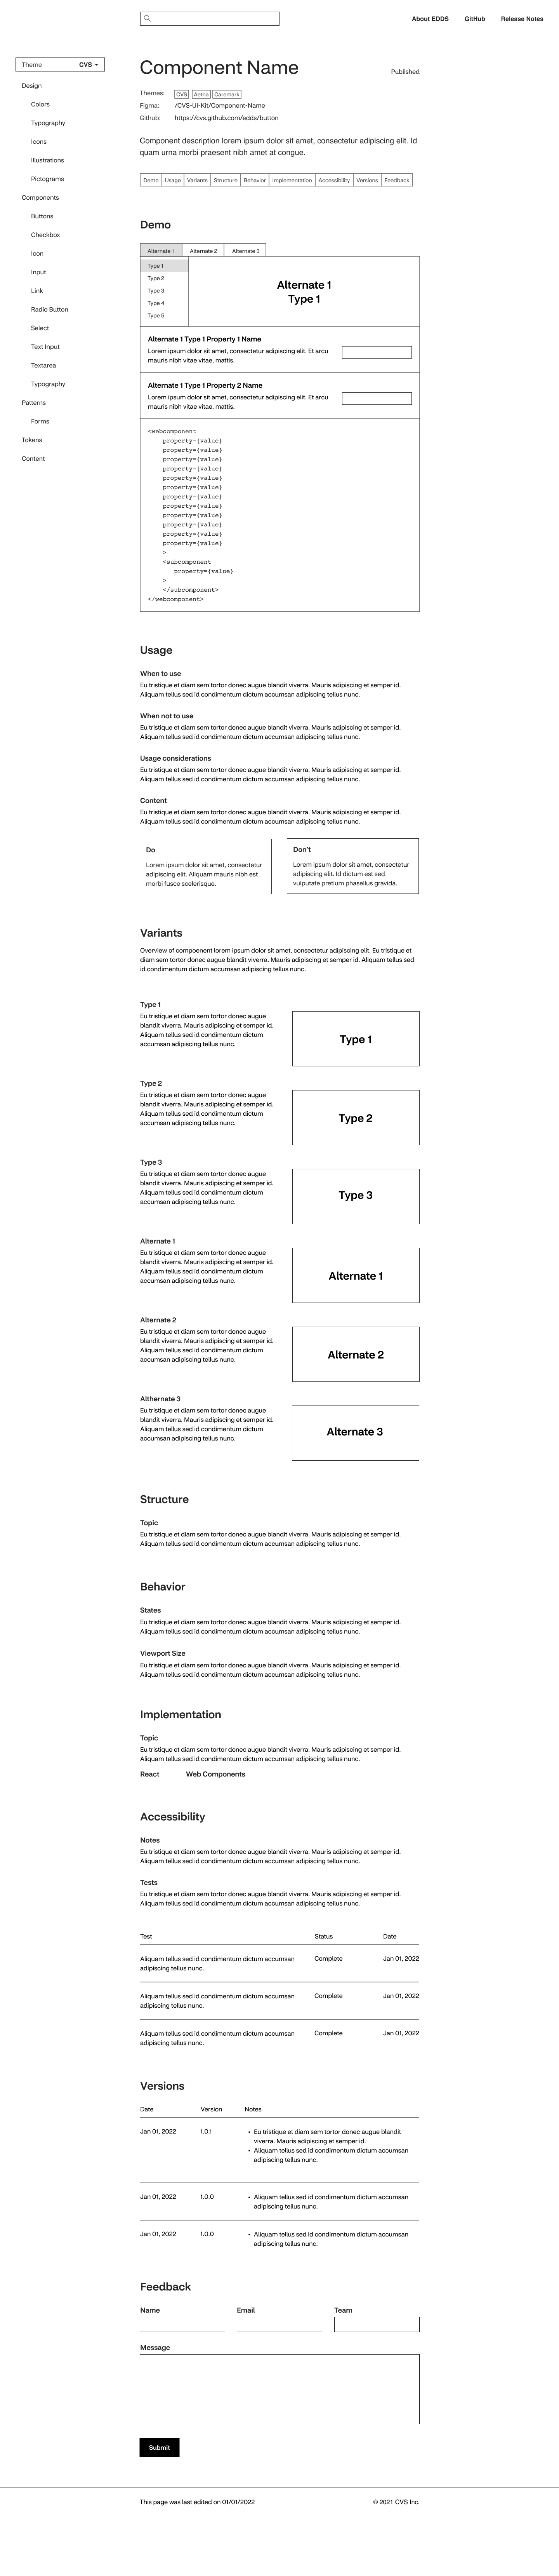 About EDDS GitHub Release Notes
Theme CVS
Design
Colors
Typography
Icons
Illustrations
Pictograms
Components
Buttons
Checkbox
Icon
Input
Link
Radio Button
Select
Text Input
Textarea
Typography
Patterns
Forms
Tokens
Content
Component Name
Published
Themes: CVS Aetna Caremark
Figma: /CVS-UI-Kit/Component-Name
Github: https://cvs.github.com/edds/button
Component description lorem ipsum dolor sit amet, consectetur adipiscing elit. Id
quam urna morbi praesent nibh amet at congue.
Demo Usage Variants Structure Behavior Implementation Accessibility Versions Feedback
Demo
Alternate 1 Alternate 2 Alternate 3
Type 1
Type 2
Type 3
Type 4
Type 5
Alternate 1
Type 1
Alternate 1 Type 1 Property 1 Name
Lorem ipsum dolor sit amet, consectetur adipiscing elit. Et arcu
mauris nibh vitae vitae, mattis.
Alternate 1 Type 1 Property 2 Name
Lorem ipsum dolor sit amet, consectetur adipiscing elit. Et arcu
mauris nibh vitae vitae, mattis.
<webcomponent
property={value}
property={value}
property={value}
property={value}
property={value}
property={value}
property={value}
property={value}
property={value}
property={value}
property={value}
property={value}
>
<subcomponent
property={value}
>
</subcomponent>
</webcomponent>
Usage
When to use
Eu tristique et diam sem tortor donec augue blandit viverra. Mauris adipiscing et semper id.
Aliquam tellus sed id condimentum dictum accumsan adipiscing tellus nunc.
When not to use
Eu tristique et diam sem tortor donec augue blandit viverra. Mauris adipiscing et semper id.
Aliquam tellus sed id condimentum dictum accumsan adipiscing tellus nunc.
Usage considerations
Eu tristique et diam sem tortor donec augue blandit viverra. Mauris adipiscing et semper id.
Aliquam tellus sed id condimentum dictum accumsan adipiscing tellus nunc.
Content
Eu tristique et diam sem tortor donec augue blandit viverra. Mauris adipiscing et semper id.
Aliquam tellus sed id condimentum dictum accumsan adipiscing tellus nunc.
Do
Lorem ipsum dolor sit amet, consectetur
adipiscing elit. Aliquam mauris nibh est
morbi fusce scelerisque.
Don't
Lorem ipsum dolor sit amet, consectetur
adipiscing elit. Id dictum est sed
vulputate pretium phasellus gravida.
Variants
Overview of compoenent lorem ipsum dolor sit amet, consectetur adipiscing elit. Eu tristique et
diam sem tortor donec augue blandit viverra. Mauris adipiscing et semper id. Aliquam tellus sed
id condimentum dictum accumsan adipiscing tellus nunc.
Type 1
Eu tristique et diam sem tortor donec augue
blandit viverra. Mauris adipiscing et semper id.
Aliquam tellus sed id condimentum dictum
accumsan adipiscing tellus nunc.
Type 1
Type 2
Eu tristique et diam sem tortor donec augue
blandit viverra. Mauris adipiscing et semper id.
Aliquam tellus sed id condimentum dictum
accumsan adipiscing tellus nunc.
Type 2
Type 3
Eu tristique et diam sem tortor donec augue
blandit viverra. Mauris adipiscing et semper id.
Aliquam tellus sed id condimentum dictum
accumsan adipiscing tellus nunc.
Type 3
Alternate 1
Eu tristique et diam sem tortor donec augue
blandit viverra. Mauris adipiscing et semper id.
Aliquam tellus sed id condimentum dictum
accumsan adipiscing tellus nunc.
Alternate 1
Alternate 2
Eu tristique et diam sem tortor donec augue
blandit viverra. Mauris adipiscing et semper id.
Aliquam tellus sed id condimentum dictum
accumsan adipiscing tellus nunc.
Alternate 2
Althernate 3
Eu tristique et diam sem tortor donec augue
blandit viverra. Mauris adipiscing et semper id.
Aliquam tellus sed id condimentum dictum
accumsan adipiscing tellus nunc.
Alternate 3
Structure
Topic
Eu tristique et diam sem tortor donec augue blandit viverra. Mauris adipiscing et semper id.
Aliquam tellus sed id condimentum dictum accumsan adipiscing tellus nunc.
Behavior
States
Eu tristique et diam sem tortor donec augue blandit viverra. Mauris adipiscing et semper id.
Aliquam tellus sed id condimentum dictum accumsan adipiscing tellus nunc.
Viewport Size
Eu tristique et diam sem tortor donec augue blandit viverra. Mauris adipiscing et semper id.
Aliquam tellus sed id condimentum dictum accumsan adipiscing tellus nunc.
Implementation
Topic
Eu tristique et diam sem tortor donec augue blandit viverra. Mauris adipiscing et semper id.
Aliquam tellus sed id condimentum dictum accumsan adipiscing tellus nunc.
React Web Components
Accessibility
Notes
Eu tristique et diam sem tortor donec augue blandit viverra. Mauris adipiscing et semper id.
Aliquam tellus sed id condimentum dictum accumsan adipiscing tellus nunc.
Tests
Eu tristique et diam sem tortor donec augue blandit viverra. Mauris adipiscing et semper id.
Aliquam tellus sed id condimentum dictum accumsan adipiscing tellus nunc.
Test Status Date
Aliquam tellus sed id condimentum dictum accumsan Complete Jan 01, 2022
adipiscing tellus nunc.
Aliquam tellus sed id condimentum dictum accumsan Complete Jan 01, 2022
adipiscing tellus nunc.
Aliquam tellus sed id condimentum dictum accumsan Complete Jan 01, 2022
adipiscing tellus nunc.
Versions
Date Version Notes
Jan 01, 2022 1.0.1 • Eu tristique et diam sem tortor donec augue blandit
viverra. Mauris adipiscing et semper id.
• Aliquam tellus sed id condimentum dictum accumsan
adipiscing tellus nunc.
Jan 01, 2022 1.0.0 • Aliquam tellus sed id condimentum dictum accumsan
adipiscing tellus nunc.
Jan 01, 2022 1.0.0 • Aliquam tellus sed id condimentum dictum accumsan
adipiscing tellus nunc.
Feedback
Name Email Team
Message
Submit
This page was last edited on 01/01/2022 © 2021 CVS Inc.